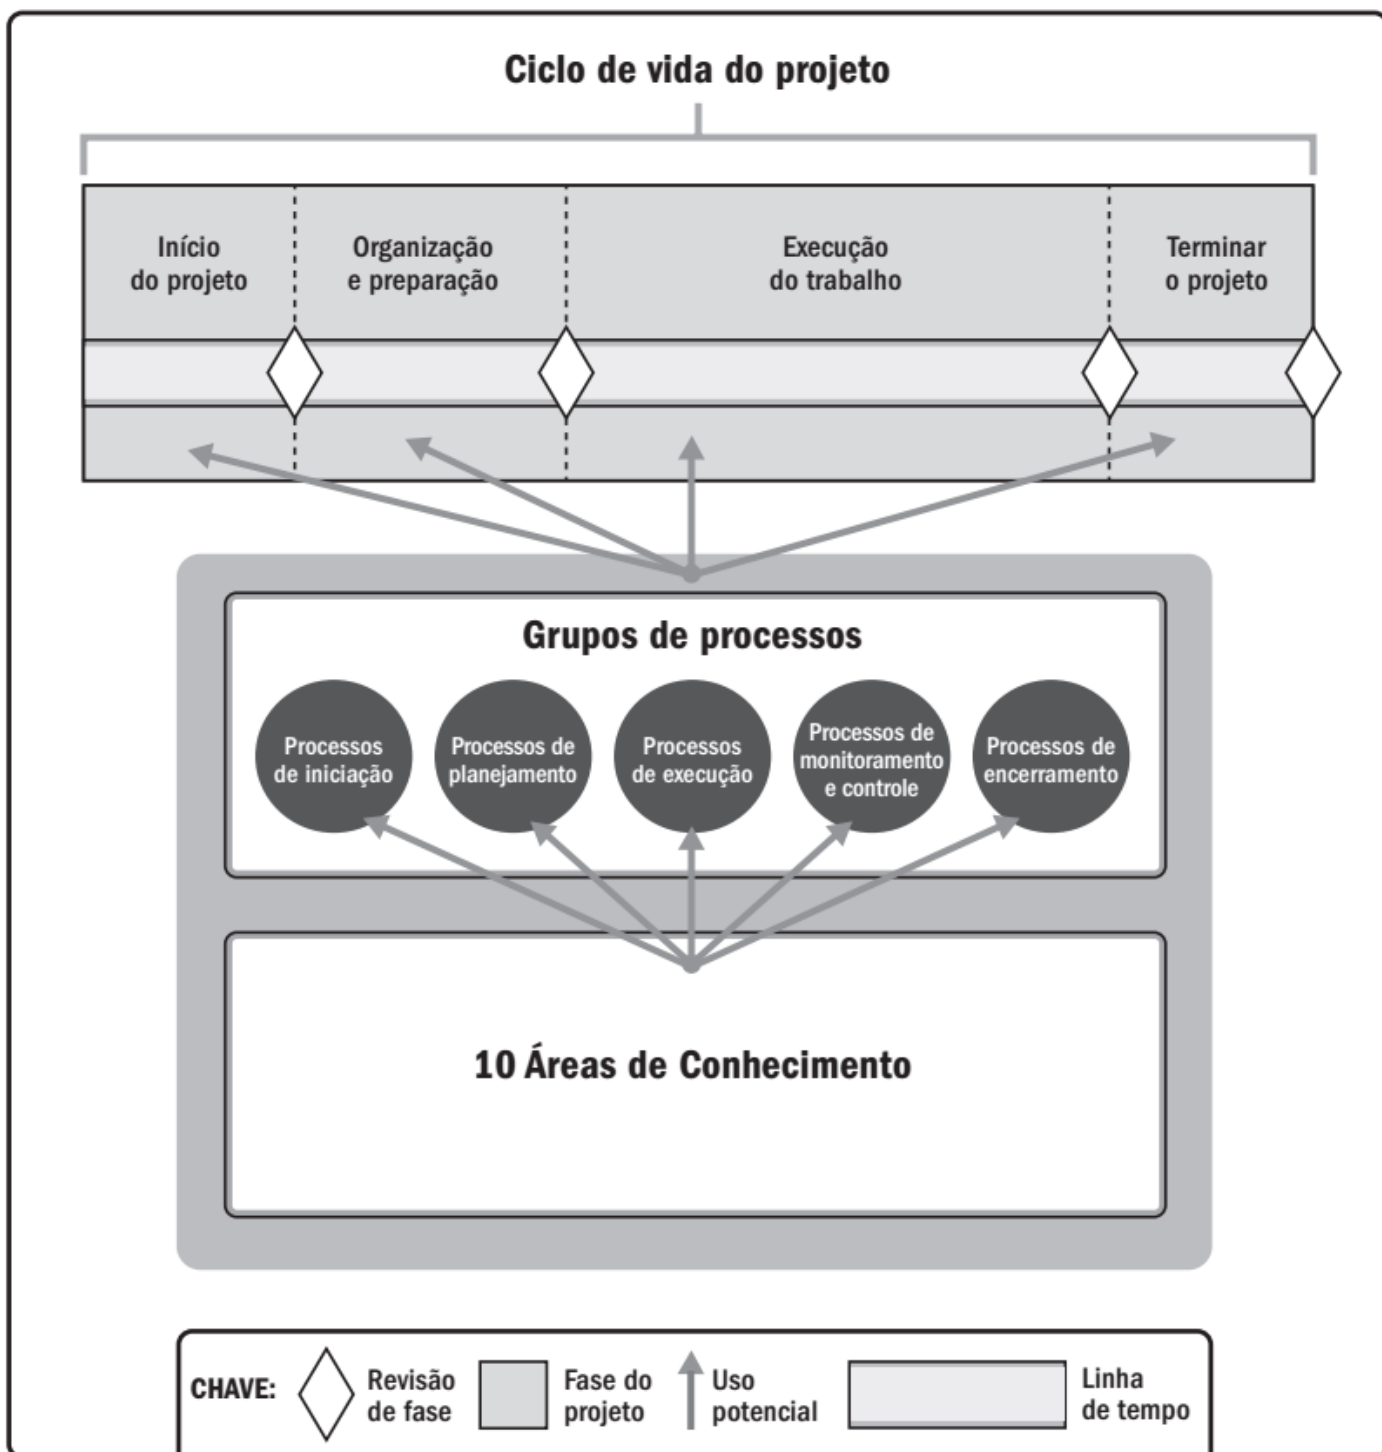 Ciclo de vida do projeto
Início
do projeto
Organização
e preparação
Execução
do trabalho
Terminar
o projeto
Grupos de processos
Processos
de iniciação
Processos de
planejamento
Processos
de execução
Processos de
monitoramento
e controle
Processos de
encerramento
10 Áreas de Conhecimento
CHAVE:
Revisão
de fase
Fase do
projeto
Uso
potencial
Linha
de tempo